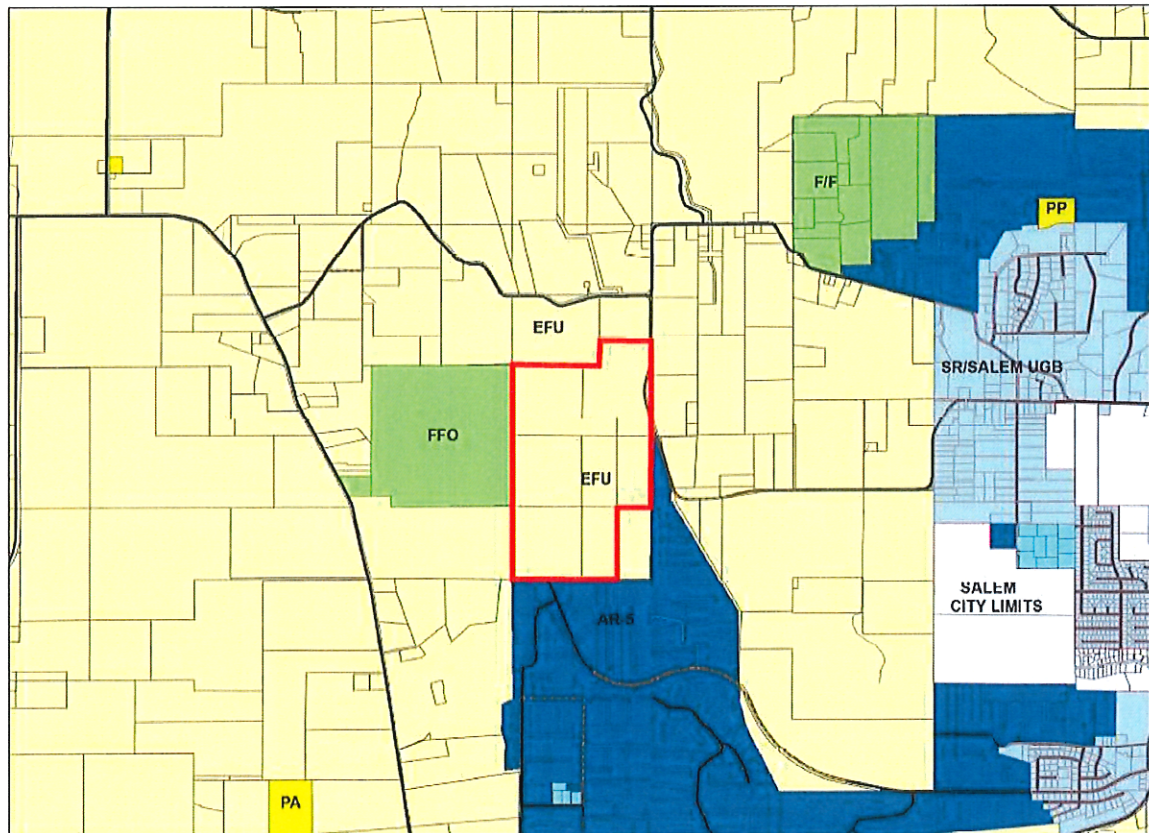 F/F
PP
EFU
SR/SALEM UGB
FFO
EFU
SALEM
CITY LIMITS
AR-5
PA